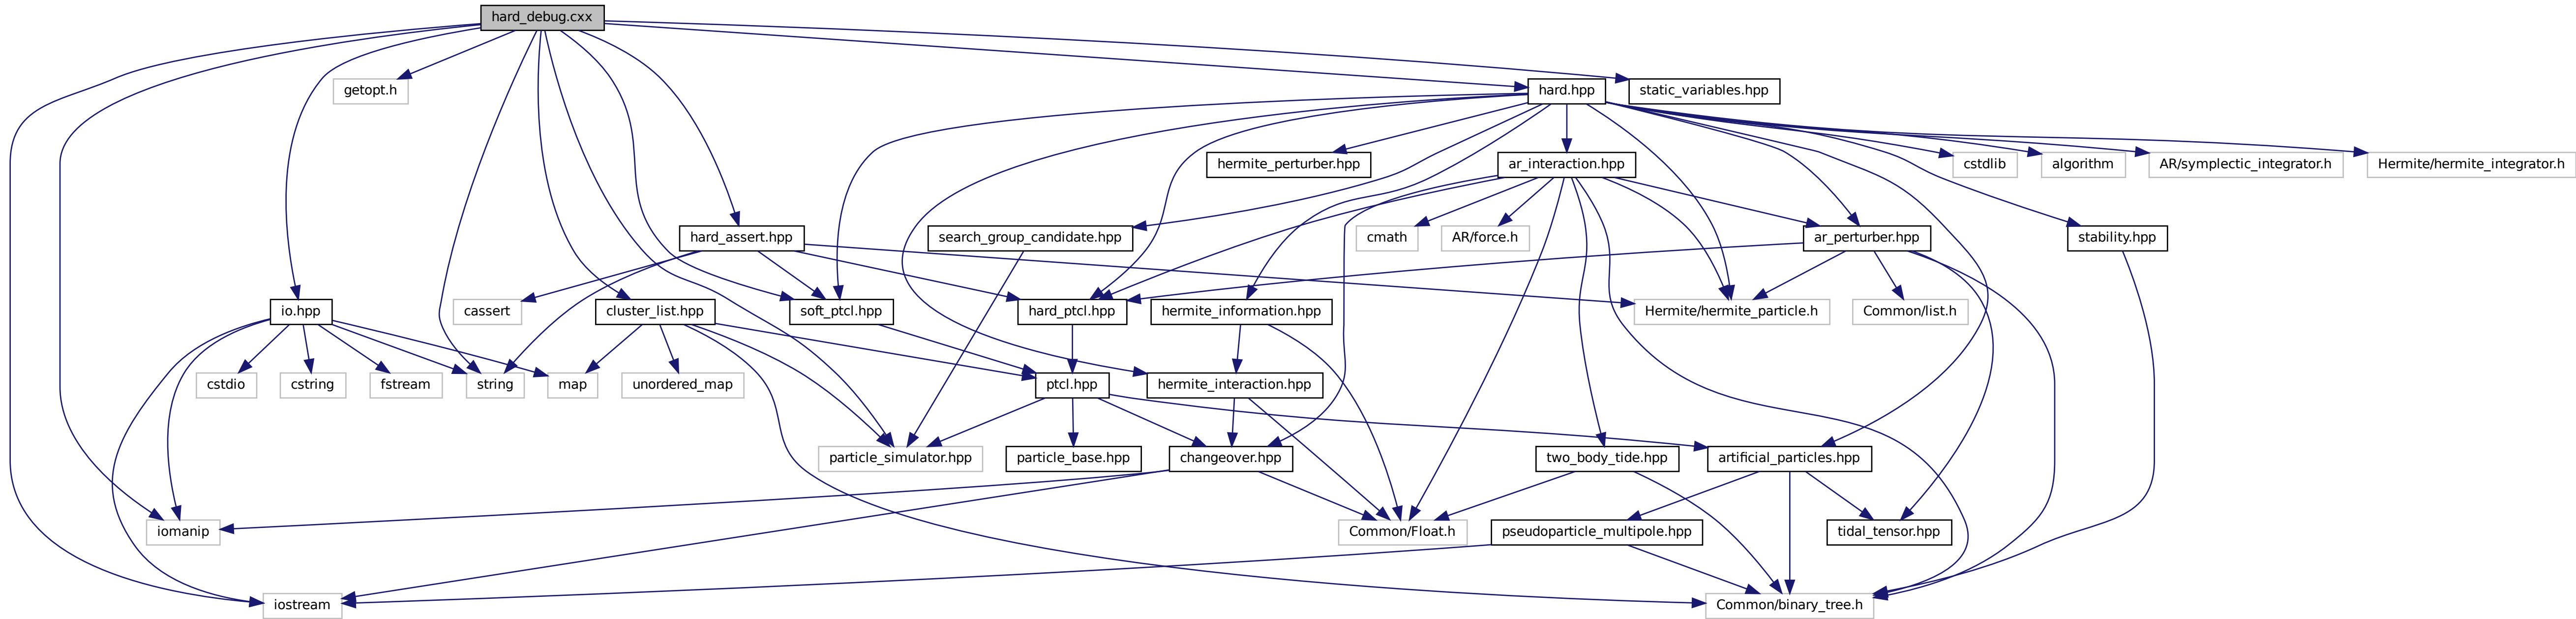 hard_debug.cxx
getopt.h
hard.hpp
static_variables.hpp
hermite_perturber.hpp
ar_interaction.hpp
cstdlib
algorithm
AR/symplectic_integrator.h
Hermite/hermite_integrator.h
hard_assert.hpp
search_group_candidate.hpp
cmath
AR/force.h
ar_perturber.hpp
stability.hpp
io.hpp
cassert
cluster_list.hpp
soft_ptcl.hpp
hard_ptcl.hpp
hermite_information.hpp
Hermite/hermite_particle.h
Common/list.h
cstdio
cstring
fstream
string
map
unordered_map
ptcl.hpp
hermite_interaction.hpp
particle_simulator.hpp
particle_base.hpp
changeover.hpp
two_body_tide.hpp
artificial_particles.hpp
iomanip
Common/Float.h
pseudoparticle_multipole.hpp
tidal_tensor.hpp
iostream
Common/binary_tree.h